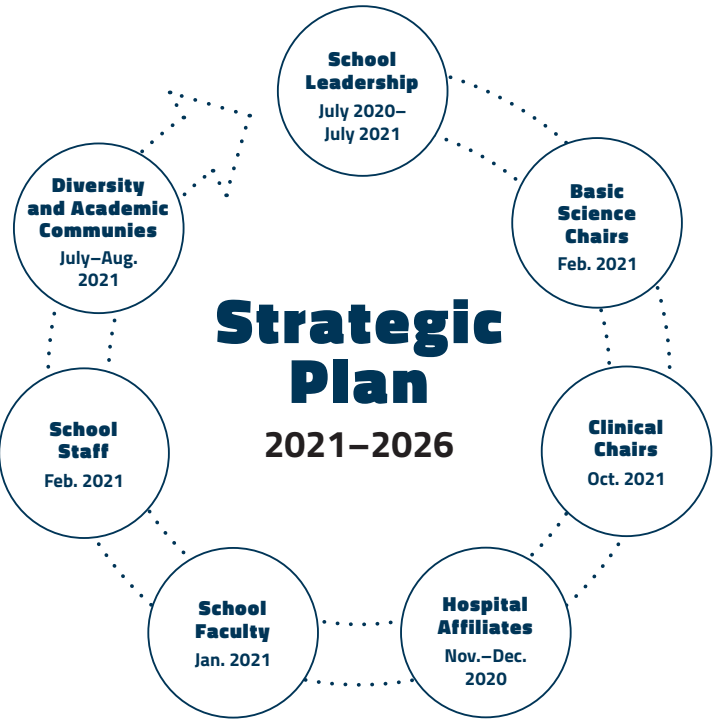 School
Leadership
July 2020–
July 2021
Basic
Science
Chairs
Feb. 2021
Clinical
Chairs
Oct. 2021
Hospital
Affiliates
Nov.–Dec.
2020
School
Faculty
Jan. 2021
School
Staff
Feb. 2021
Diversity
and Academic
Communies
July–Aug.
2021
Strategic
Plan
2021–2026